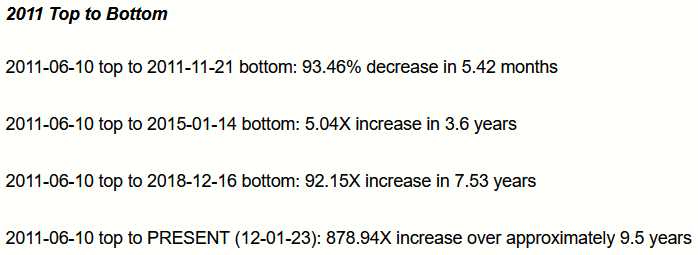 2011 Top to Bottom
2011-06-10 top to 2011-11-21 bottom: 93.46% decrease in 5.42 months
2011-06-10 top to 2015-01-14 bottom: 5.04X increase in 3.6 years
2011-06-10 top to 2018-12-16 bottom: 92.15X increase in 7.53 years
2011-06-10 top to PRESENT (12-01-23): 878.94X increase over approximately 9.5 years